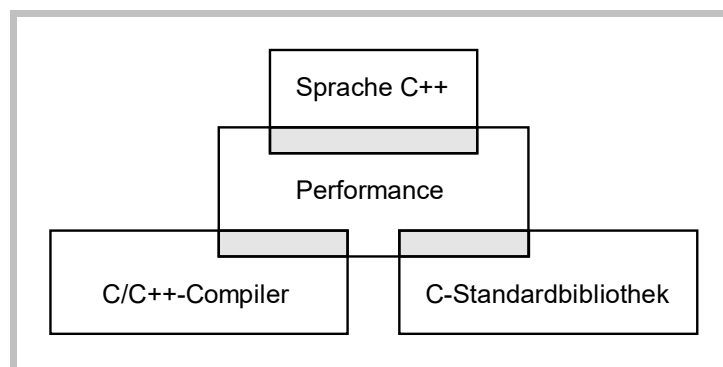 Sprache C++
Performance
C/C++-Compiler
C-Standardbibliothek